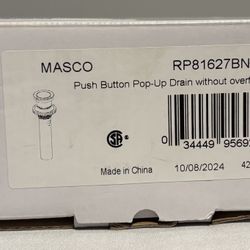 MASCO RP81627BN
Push Button Pop-Up Drain without overf
SA
0 34449 9569
Made in China 10/08/2024 42